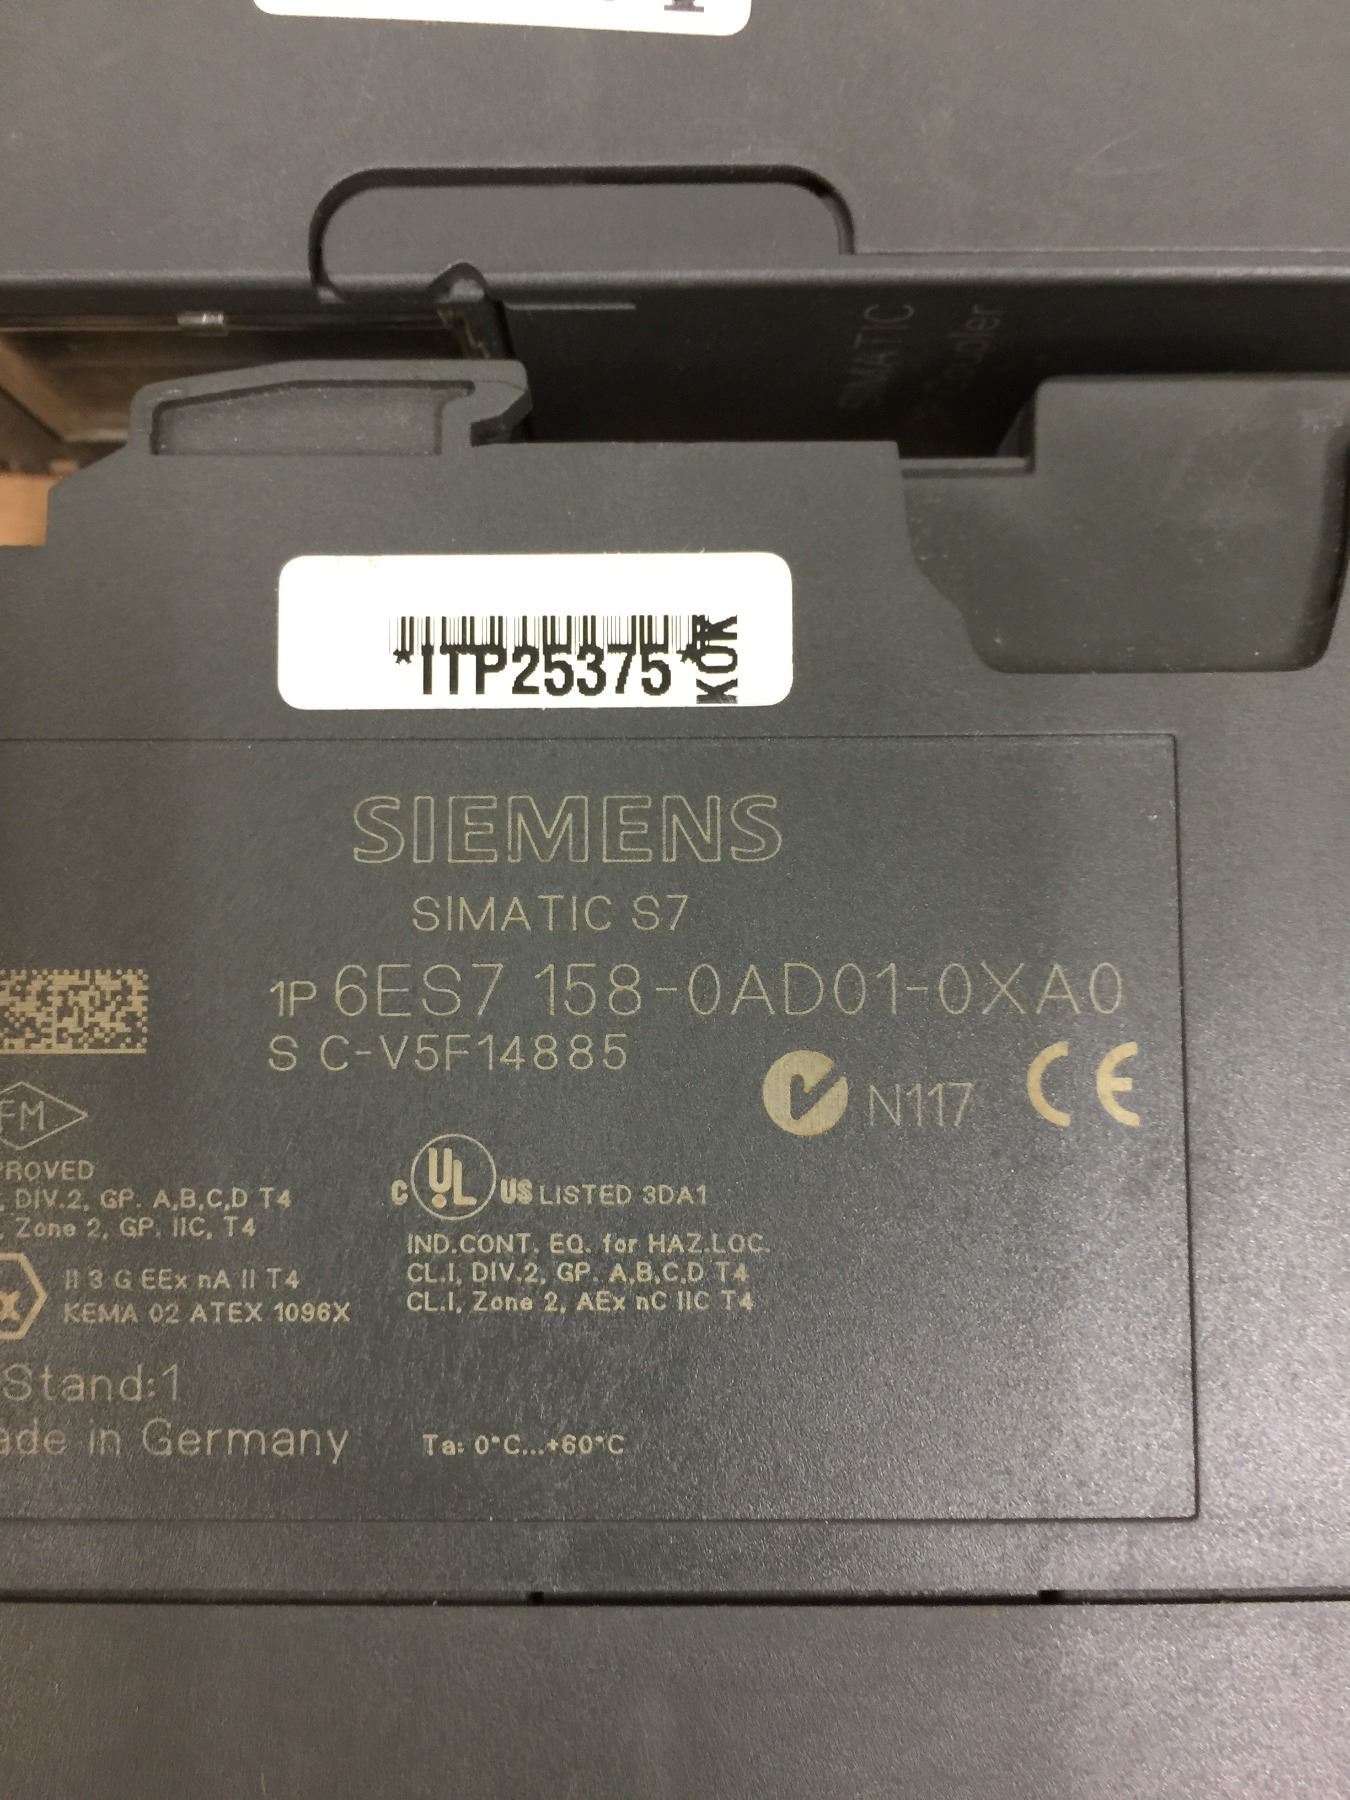 SIMATIC
Coupler
*ITP25375*
KOK
SIEMENS
SIMATIC S7
1P 6ES7 158-0AD01-0XA0
S C-V5F14885
N117 CE
FM
PROVED
C UL US LISTED 3DA1
, DIV.2, GP. A,B,C,D T4
, Zone 2, GP. IIC, T4
IND.CONT. EQ. for HAZ.LOC.
CL.I, DIV.2, GP. A,B,C,D T4
CL.I, Zone 2, AEx nC IIC T4
II 3 G EEx nA II T4
KEMA 02 ATEX 1096X
Stand:1
ade in Germany
Ta: 0°C...+60°C